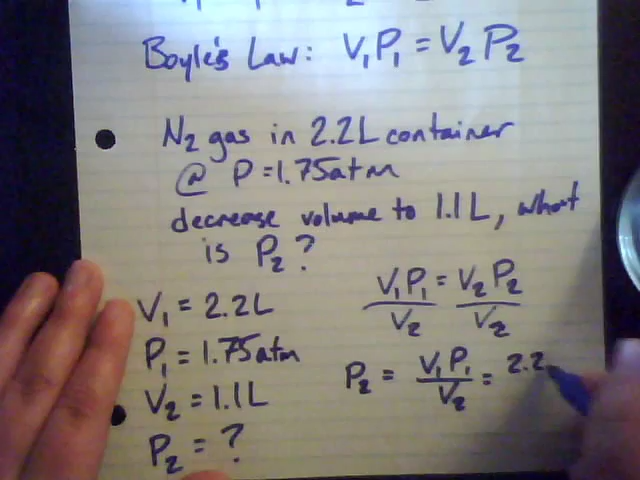 Boyle's Law: V₁P₁ = V₂P₂
N₂ gas in 2.2L container
@ P = 1.75atm
decrease volume to 1.1L, what
is P₂?
V₁ = 2.2L
P₁ = 1.75atm
V₂ = 1.1L
P₂ = ?
V₁P₁ = V₂P₂
V₂ V₂
P₂ = V₁P₁ = 2.2
V₂